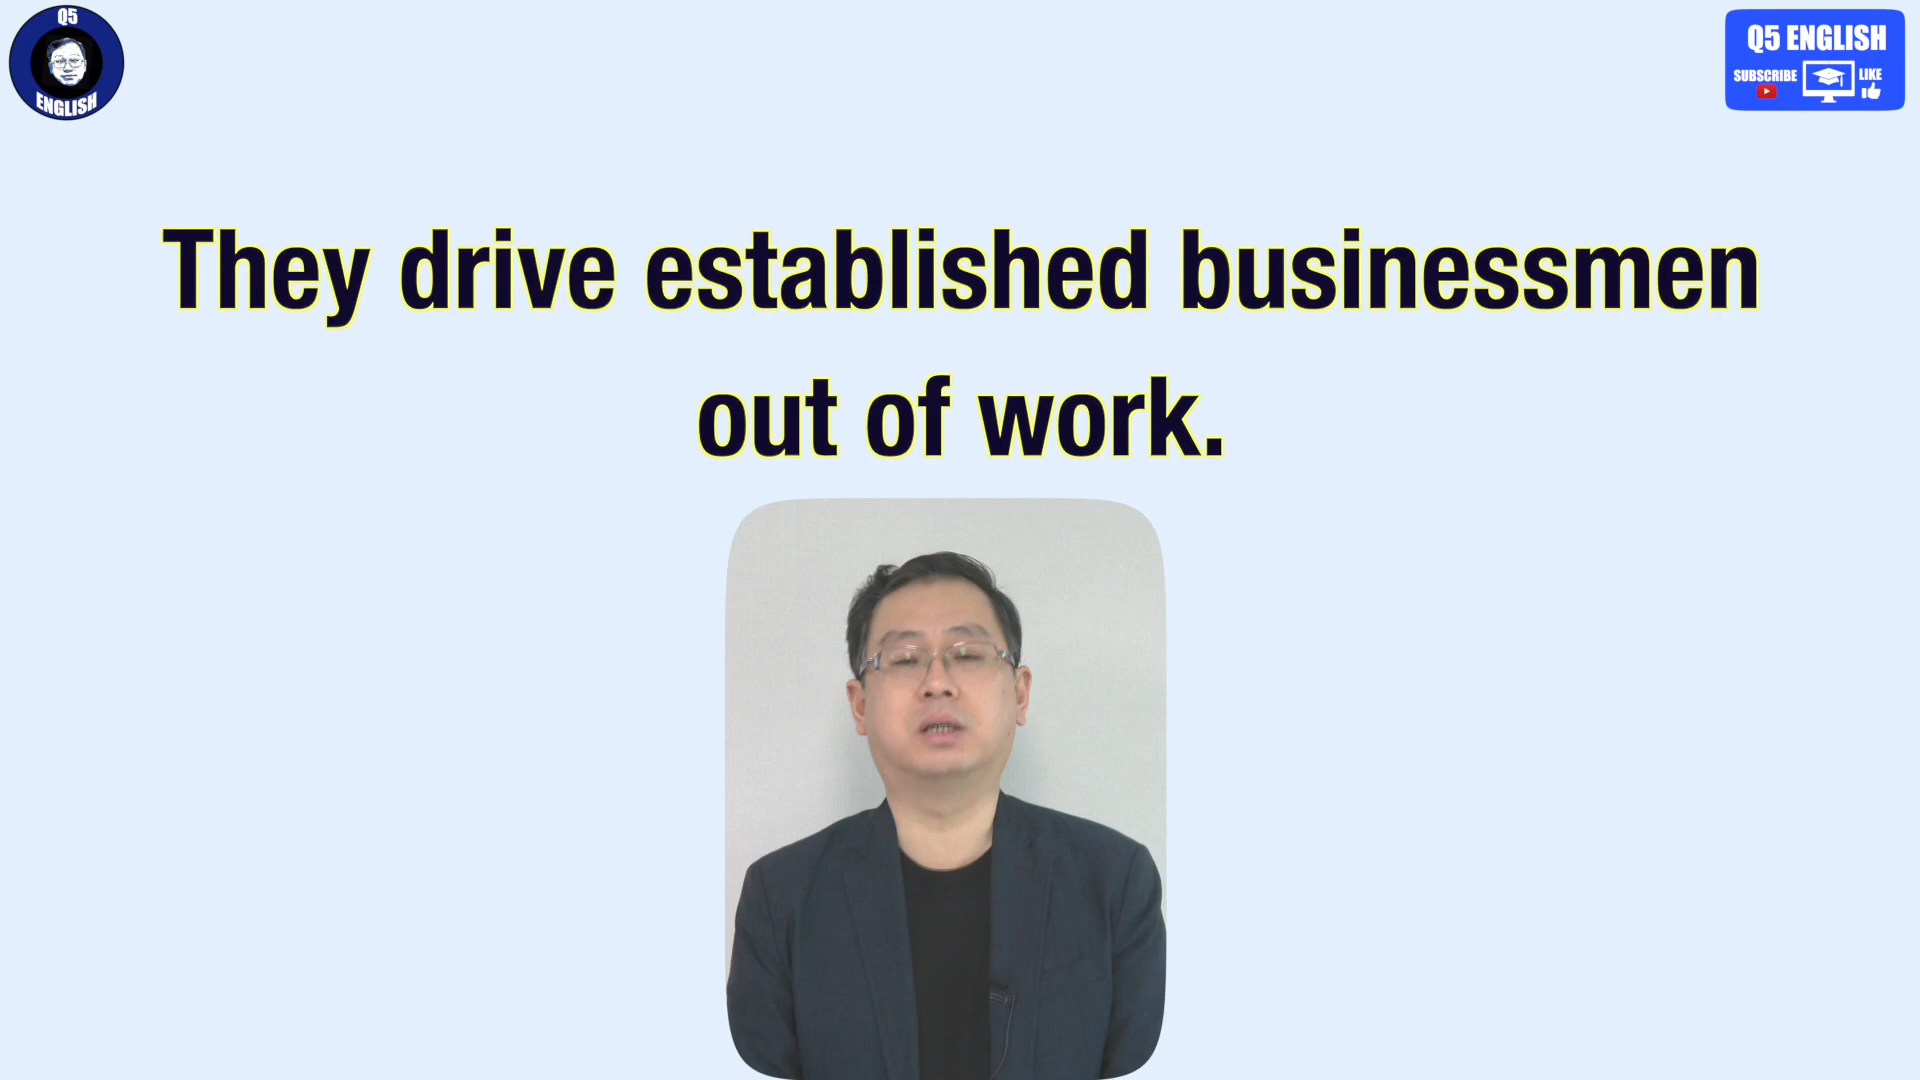 Q5
ENGLISH
Q5 ENGLISH
SUBSCRIBE
LIKE
They drive established businessmen
out of work.